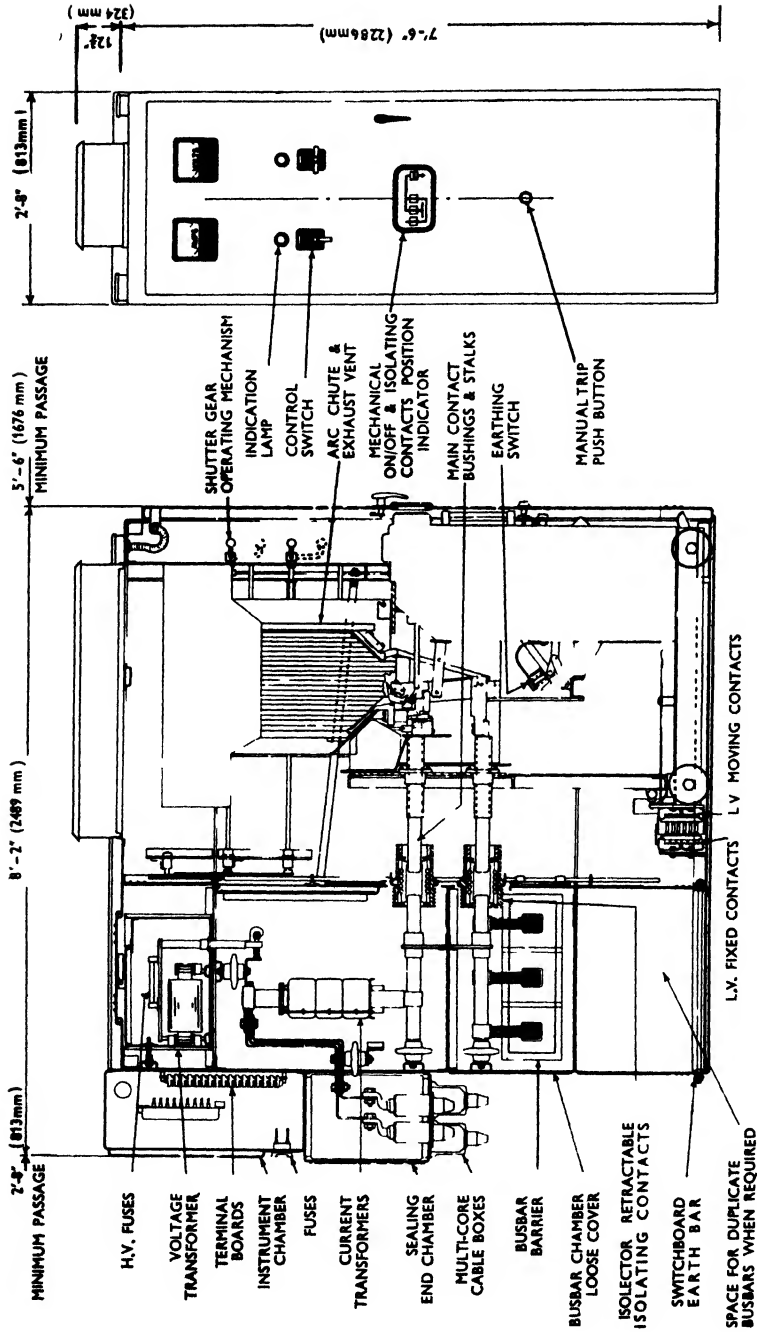 MINIMUM PASSAGE
2'-8" (813mm)
8'-2" (2489 mm)
5'-6" (1676 mm)
MINIMUM PASSAGE
2'-8" (813mm)
12¾"
(324 mm)
7'-6" (2286mm)
H.V. FUSES
VOLTAGE
TRANSFORMER
TERMINAL
BOARDS
INSTRUMENT
CHAMBER
FUSES
CURRENT
TRANSFORMERS
SEALING
END CHAMBER
MULTI-CORE
CABLE BOXES
BUSBAR
BARRIER
BUSBAR CHAMBER
LOOSE COVER
ISOLECTOR RETRACTABLE
ISOLATING CONTACTS
SWITCHBOARD
EARTH BAR
SPACE FOR DUPLICATE
BUSBARS WHEN REQUIRED
L.V. FIXED CONTACTS
L.V MOVING CONTACTS
SHUTTER GEAR
OPERATING MECHANISM
INDICATION
LAMP
CONTROL
SWITCH
ARC CHUTE &
EXHAUST VENT
MECHANICAL
ON/OFF & ISOLATING
CONTACTS POSITION
INDICATOR
MAIN CONTACT
BUSHINGS & STALKS
EARTHING
SWITCH
MANUAL TRIP
PUSH BUTTON